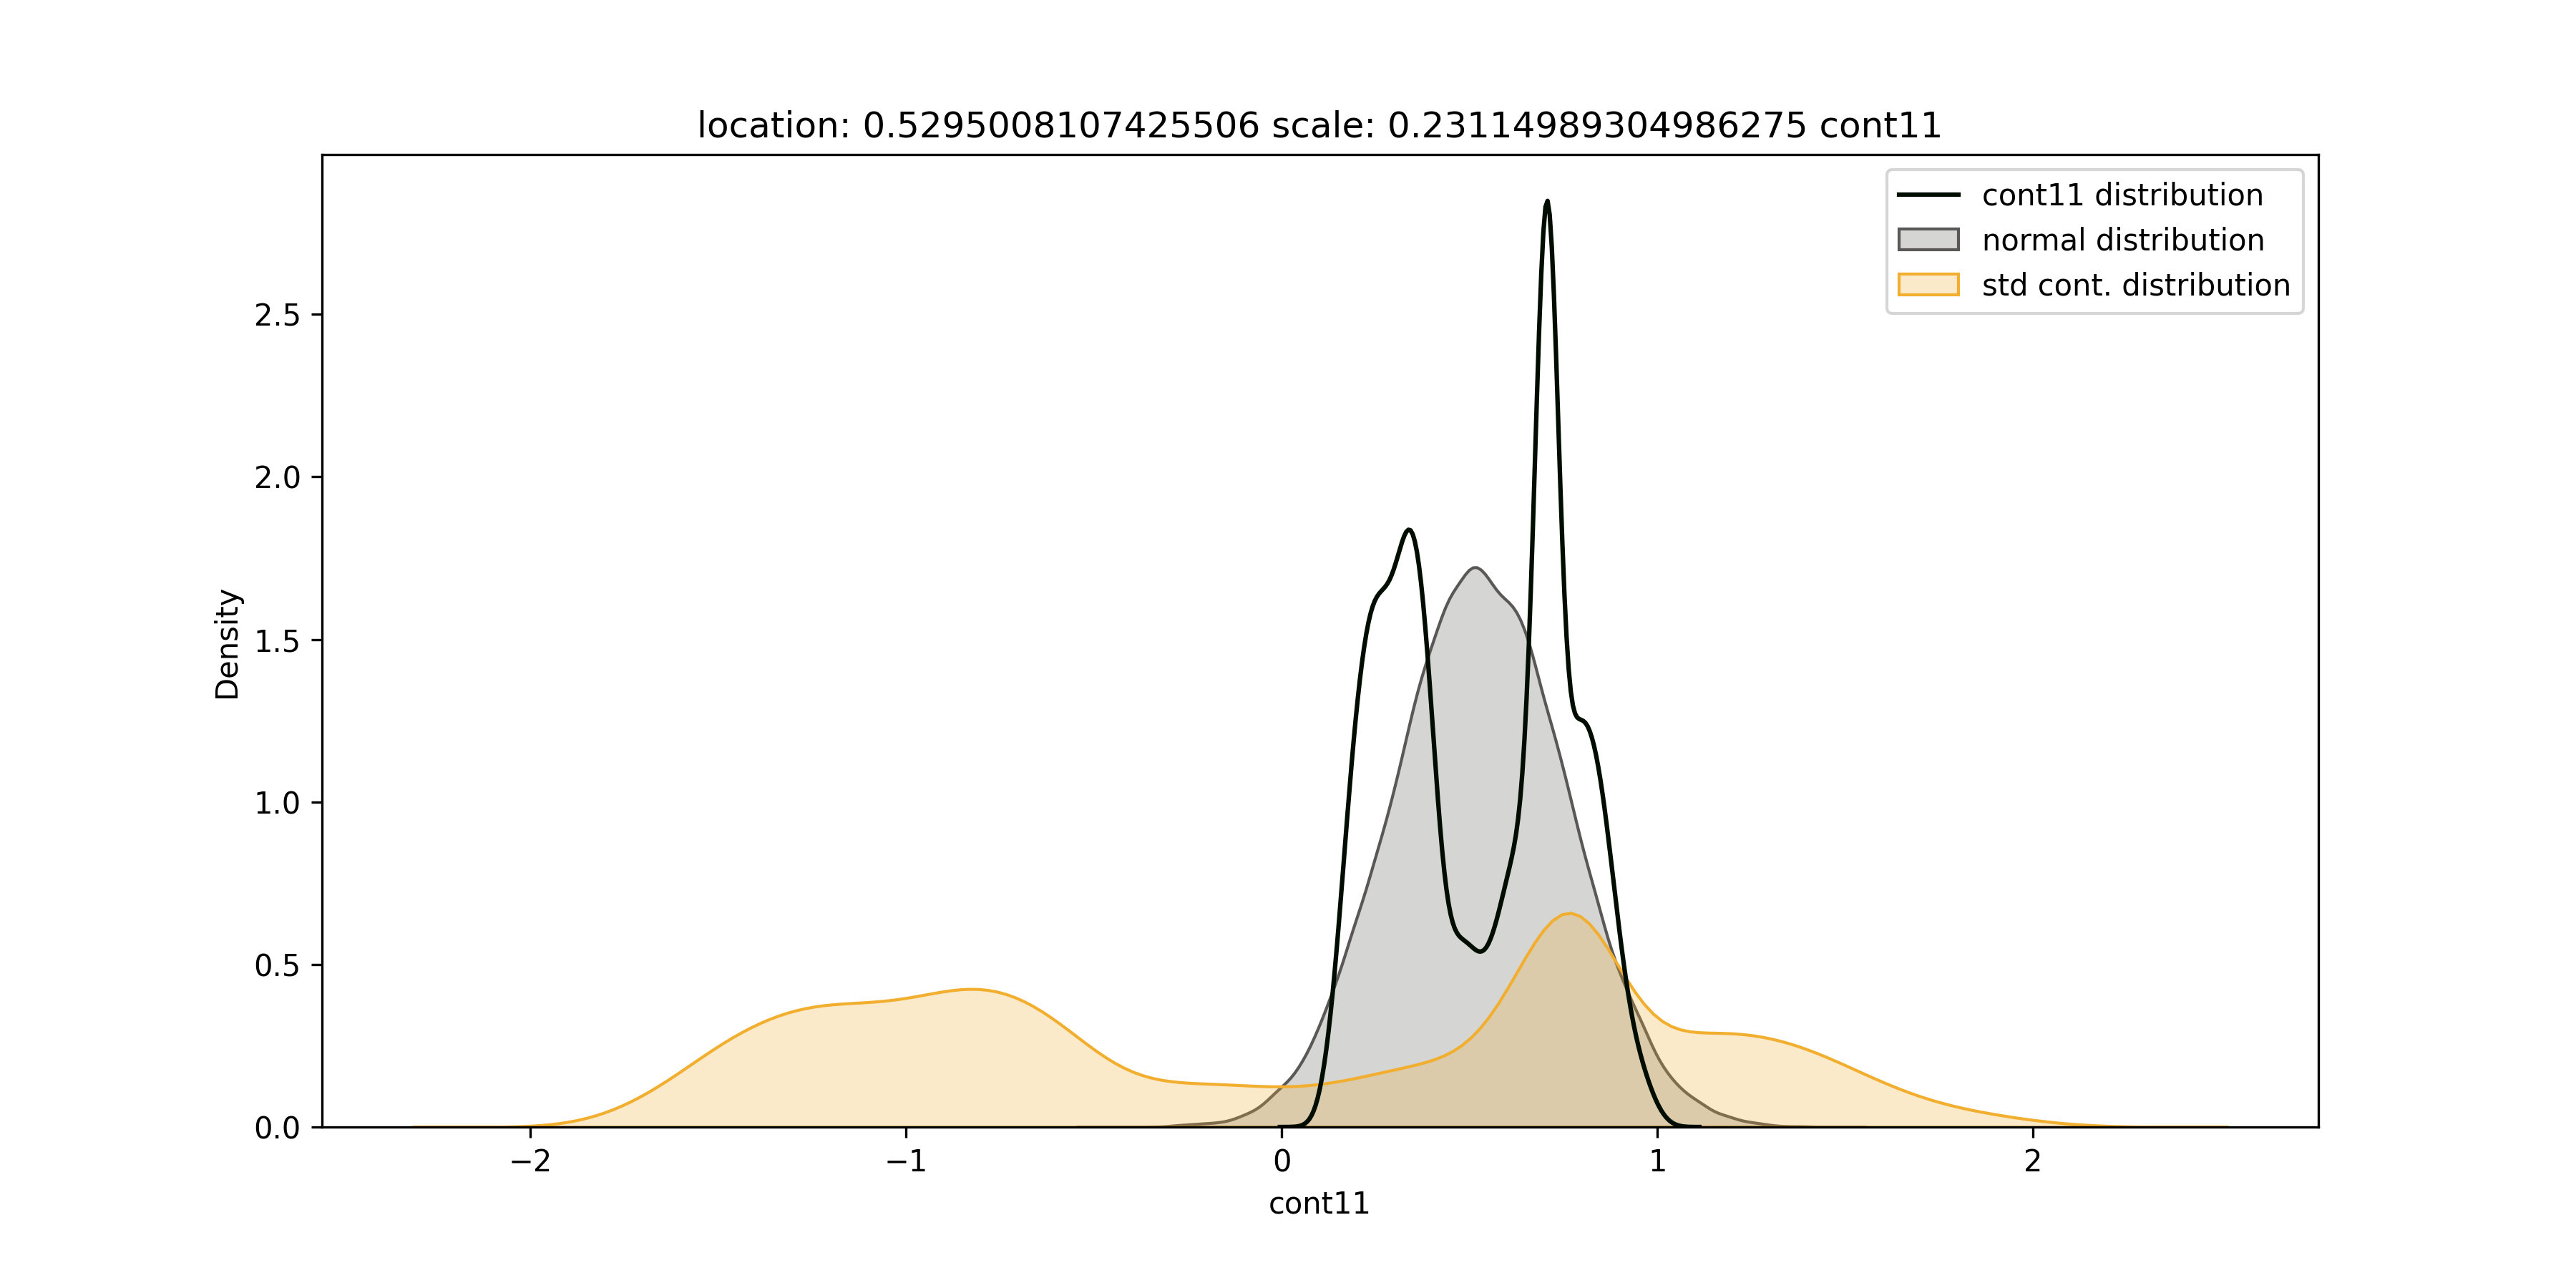 location: 0.5295008107425506 scale: 0.23114989304986275 cont11
cont11 distribution
normal distribution
std cont. distribution
Density
2.5
2.0
1.5
1.0
0.5
0.0
−2
−1
0
1
2
cont11